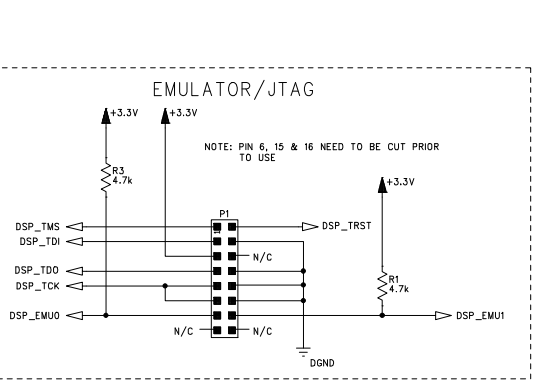 EMULATOR/JTAG
+3.3V
+3.3V
NOTE: PIN 6, 15 & 16 NEED TO BE CUT PRIOR
TO USE
R3
4.7k
+3.3V
P1
DSP_TMS
1
DSP_TRST
DSP_TDI
N/C
DSP_TDO
DSP_TCK
R1
4.7k
DSP_EMU0
DSP_EMU1
N/C
N/C
DGND